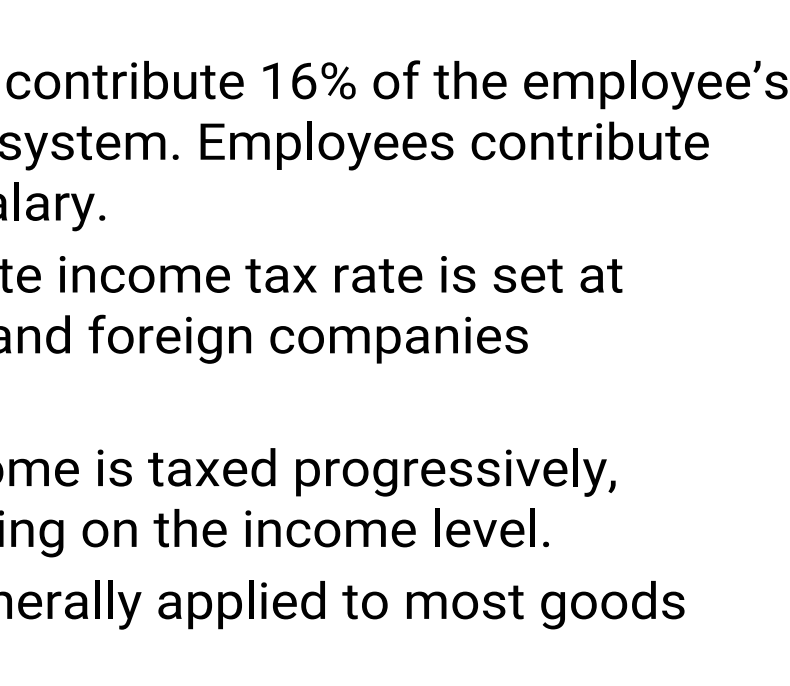 contribute 16% of the employee’s
system. Employees contribute
alary.
te income tax rate is set at
and foreign companies
ome is taxed progressively,
ing on the income level.
nerally applied to most goods